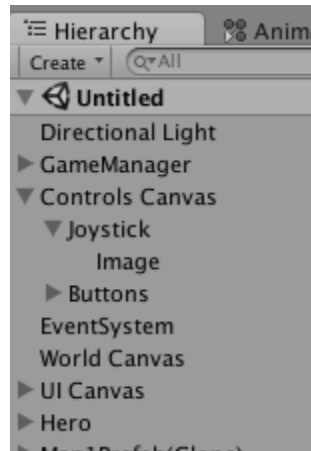 Hierarchy Anim
Create All
Untitled
Directional Light
GameManager
Controls Canvas
Joystick
Image
Buttons
EventSystem
World Canvas
UI Canvas
Hero